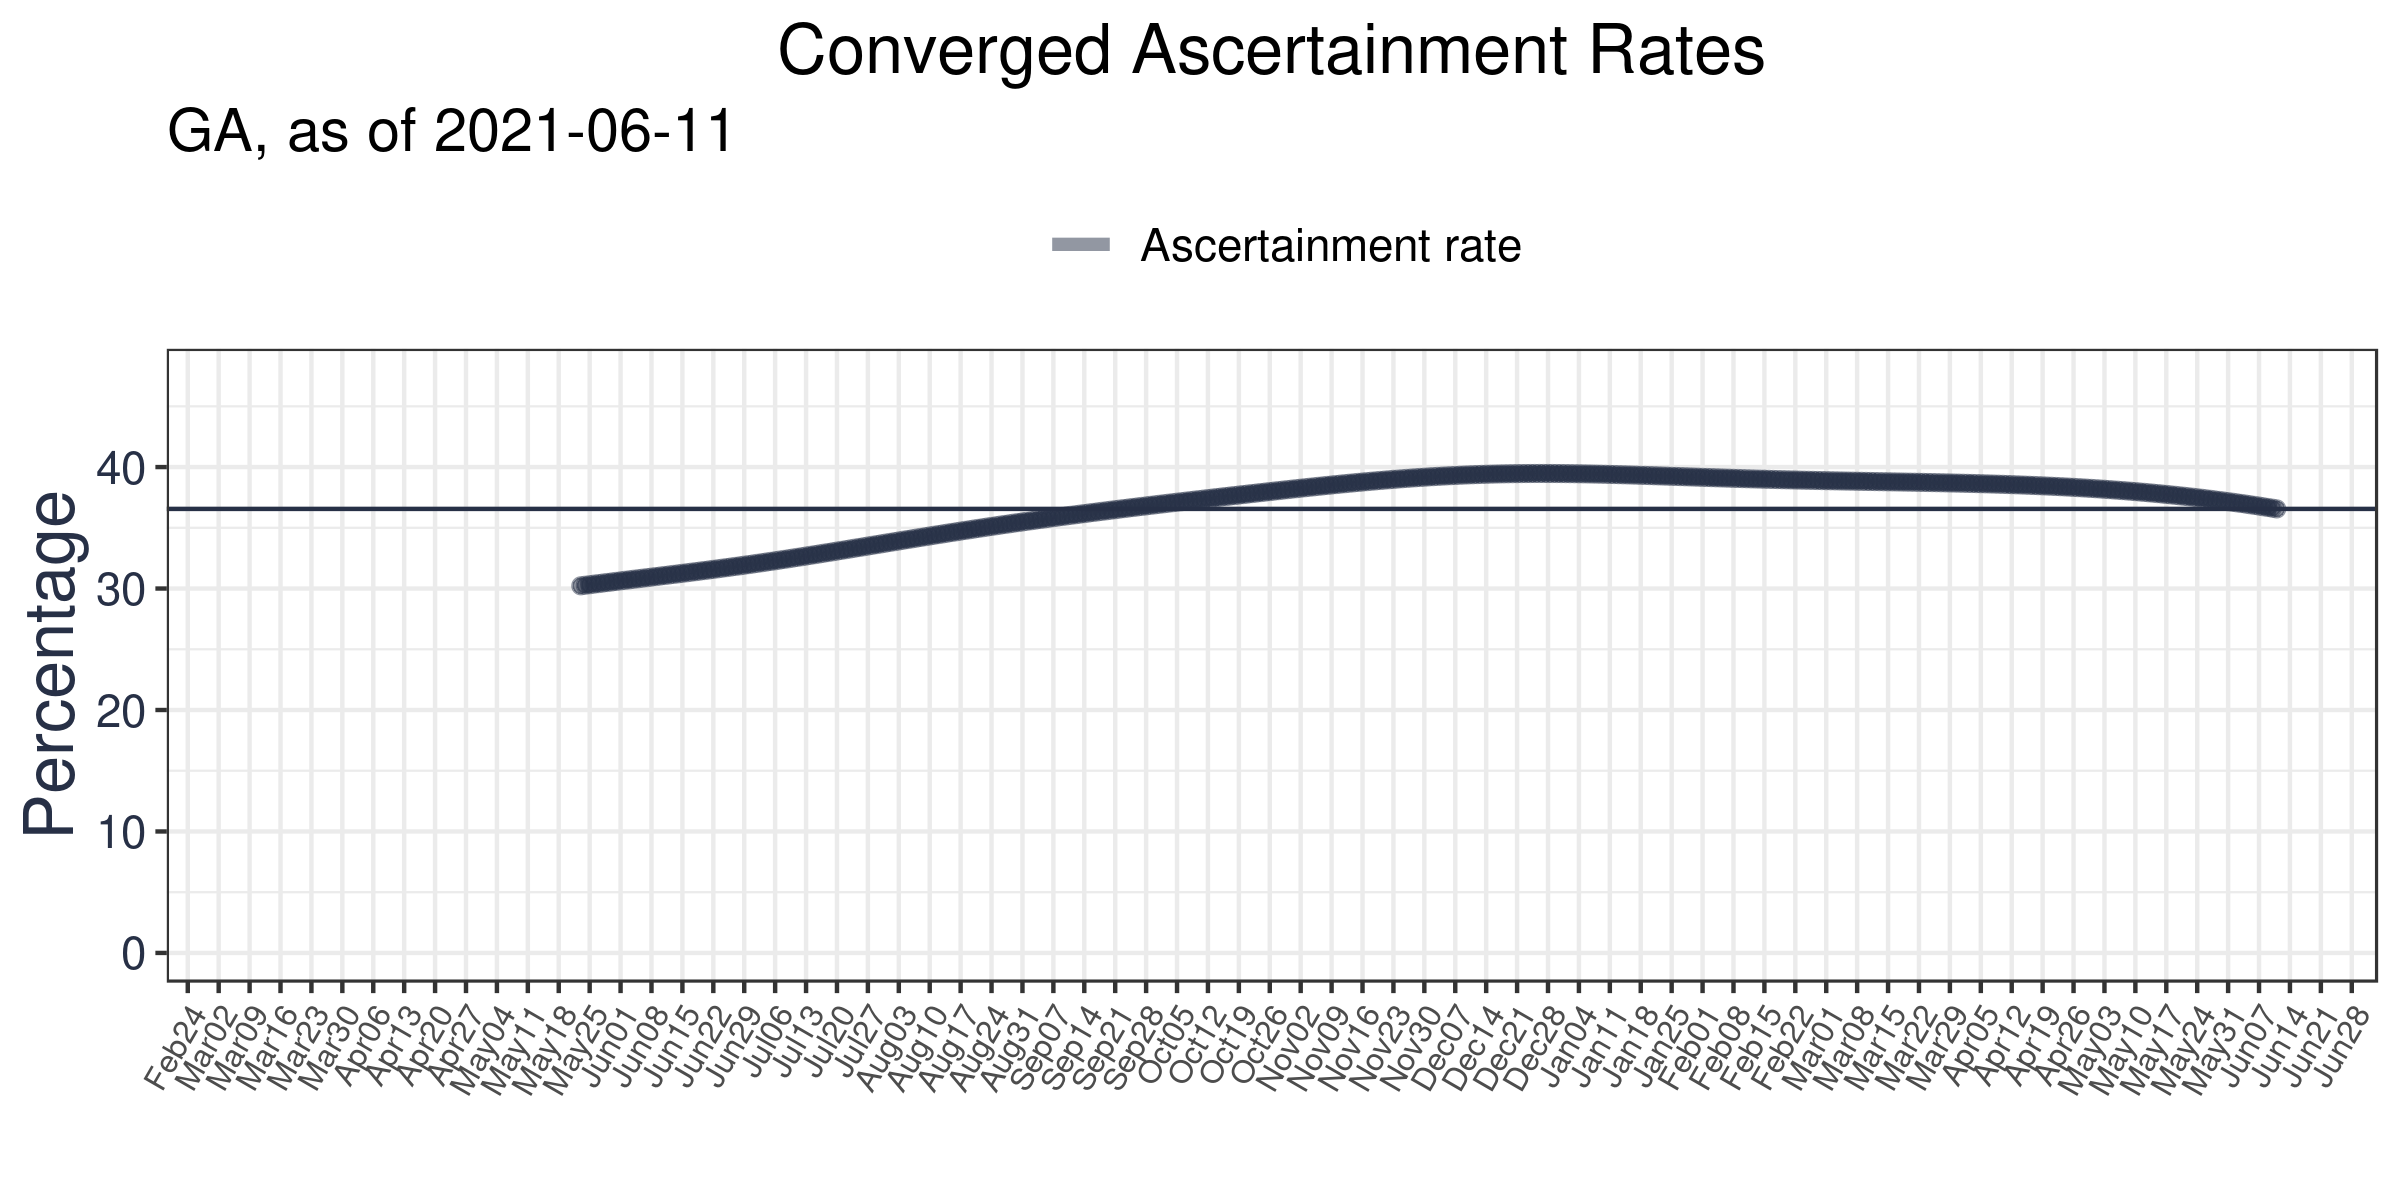 Converged Ascertainment Rates
GA, as of 2021-06-11
Ascertainment rate
Percentage
40
30
20
10
0
Feb24
Mar02
Mar09
Mar16
Mar23
Mar30
Apr06
Apr13
Apr20
Apr27
May04
May11
May18
May25
Jun01
Jun08
Jun15
Jun22
Jun29
Jul06
Jul13
Jul20
Jul27
Aug03
Aug10
Aug17
Aug24
Aug31
Sep07
Sep14
Sep21
Sep28
Oct05
Oct12
Oct19
Oct26
Nov02
Nov09
Nov16
Nov23
Nov30
Dec07
Dec14
Dec21
Dec28
Jan04
Jan11
Jan18
Jan25
Feb01
Feb08
Feb15
Feb22
Mar01
Mar08
Mar15
Mar22
Mar29
Apr05
Apr12
Apr19
Apr26
May03
May10
May17
May24
May31
Jun07
Jun14
Jun21
Jun28